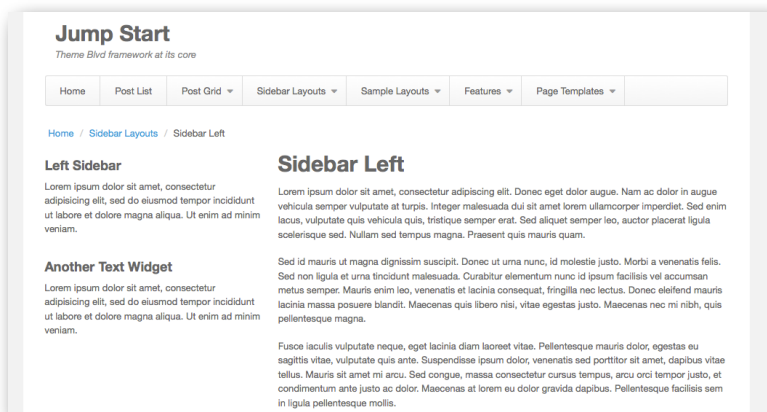 Jump Start
Theme Blvd framework at its core
Home Post List Post Grid Sidebar Layouts Sample Layouts Features Page Templates
Home / Sidebar Layouts / Sidebar Left
Left Sidebar
Lorem ipsum dolor sit amet, consectetur
adipisicing elit, sed do eiusmod tempor incididunt
ut labore et dolore magna aliqua. Ut enim ad minim
veniam.
Another Text Widget
Lorem ipsum dolor sit amet, consectetur
adipisicing elit, sed do eiusmod tempor incididunt
ut labore et dolore magna aliqua. Ut enim ad minim
veniam.
Sidebar Left
Lorem ipsum dolor sit amet, consectetur adipiscing elit. Donec eget dolor augue. Nam ac dolor in augue
vehicula semper vulputate at turpis. Integer malesuada dui sit amet lorem ullamcorper imperdiet. Sed enim
lacus, vulputate quis vehicula quis, tristique semper erat. Sed aliquet semper leo, auctor placerat ligula
scelerisque sed. Nullam sed tempus magna. Praesent quis mauris quam.
Sed id mauris ut magna dignissim suscipit. Donec ut urna nunc, id molestie justo. Morbi a venenatis felis.
Sed non ligula et urna tincidunt malesuada. Curabitur elementum nunc id ipsum facilisis vel accumsan
metus semper. Mauris enim leo, venenatis et lacinia consequat, fringilla nec lectus. Donec eleifend mauris
lacinia massa posuere blandit. Maecenas quis libero nisi, vitae egestas justo. Maecenas nec mi nibh, quis
pellentesque magna.
Fusce iaculis vulputate neque, eget lacinia diam laoreet vitae. Pellentesque mauris dolor, egestas eu
sagittis vitae, vulputate quis ante. Suspendisse ipsum dolor, venenatis sed porttitor sit amet, dapibus vitae
tellus. Mauris sit amet mi arcu. Sed congue, massa consectetur cursus tempus, arcu orci tempor justo, et
condimentum ante justo ac dolor. Maecenas at lorem eu dolor gravida dapibus. Pellentesque facilisis sem
in ligula pellentesque mollis.